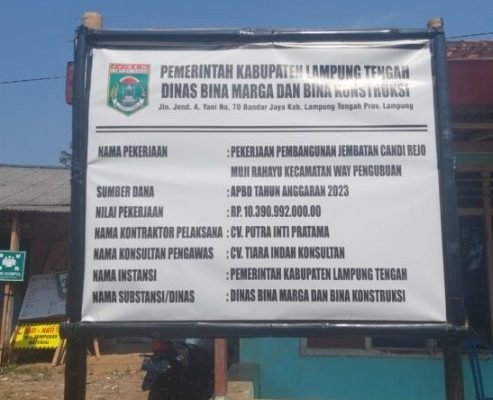 PEMERINTAH KABUPATEN LAMPUNG TENGAH
DINAS BINA MARGA DAN BINA KONSTRUKSI
Jln. Jend. A. Yani No. 70 Bandar Jaya Kab. Lampung Tengah Prov. Lampung
NAMA PEKERJAAN : PEKERJAAN PEMBANGUNAN JEMBATAN CANDI REJO
MUJI RAHAYU KECAMATAN WAY PENGUBUAN
SUMBER DANA : APBD TAHUN ANGGARAN 2023
NILAI PEKERJAAN : RP. 10.390.992.000.00
NAMA KONTRAKTOR PELAKSANA : CV. PUTRA INTI PRATAMA
NAMA KONSULTAN PENGAWAS : CV. TIARA INDAH KONSULTAN
NAMA INSTANSI : PEMERINTAH KABUPATEN LAMPUNG TENGAH
NAMA SUBSTANSI/DINAS : DINAS BINA MARGA DAN BINA KONSTRUKSI
KUMPUL
HATI - HATI
MATERIAL